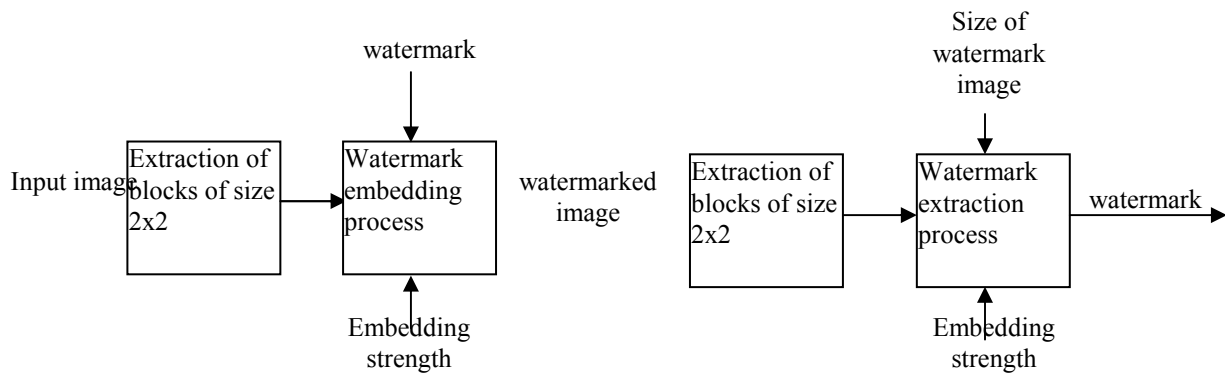 Input image
Extraction of
blocks of size
2x2
watermark
Watermark
embedding
process
Embedding
strength
watermarked
image
Extraction of
blocks of size
2x2
Size of
watermark
image
Watermark
extraction
process
Embedding
strength
watermark